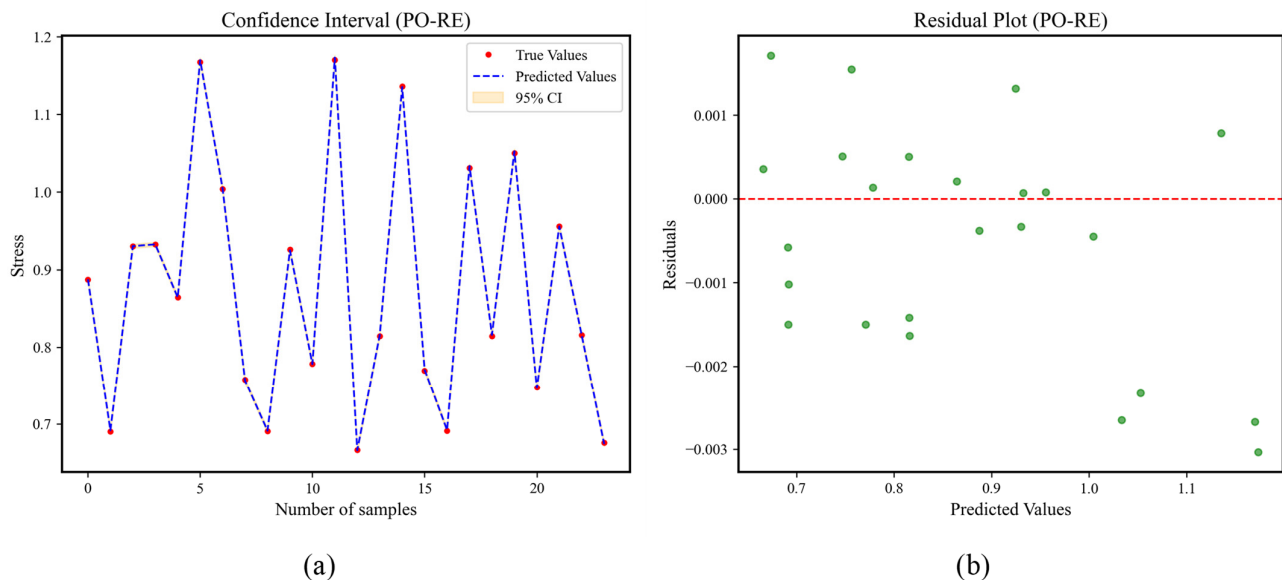 Confidence Interval (PO-RE)
1.2
1.1
1.0
0.9
0.8
0.7
Stress
True Values
Predicted Values
95% CI
0 5 10 15 20
Number of samples
(a)
Residual Plot (PO-RE)
0.001
0.000
−0.001
−0.002
−0.003
Residuals
0.7 0.8 0.9 1.0 1.1
Predicted Values
(b)